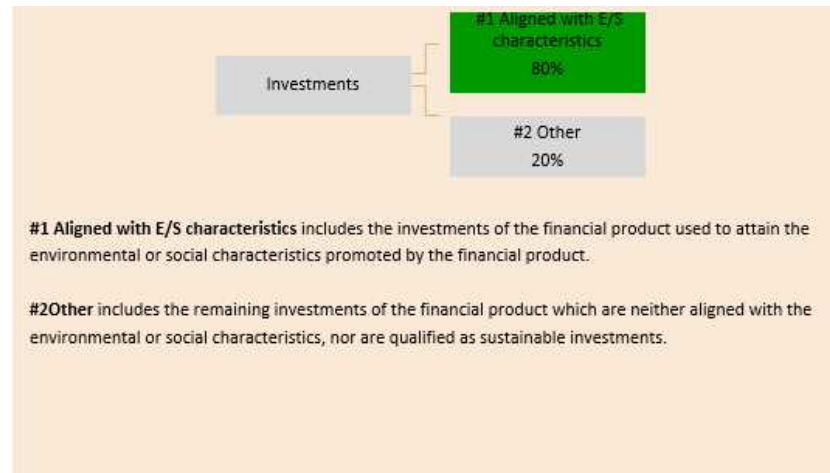 #1 Aligned with E/S
characteristics
80%
Investments
#2 Other
20%
#1 Aligned with E/S characteristics includes the investments of the financial product used to attain the
environmental or social characteristics promoted by the financial product.
#2Other includes the remaining investments of the financial product which are neither aligned with the
environmental or social characteristics, nor are qualified as sustainable investments.